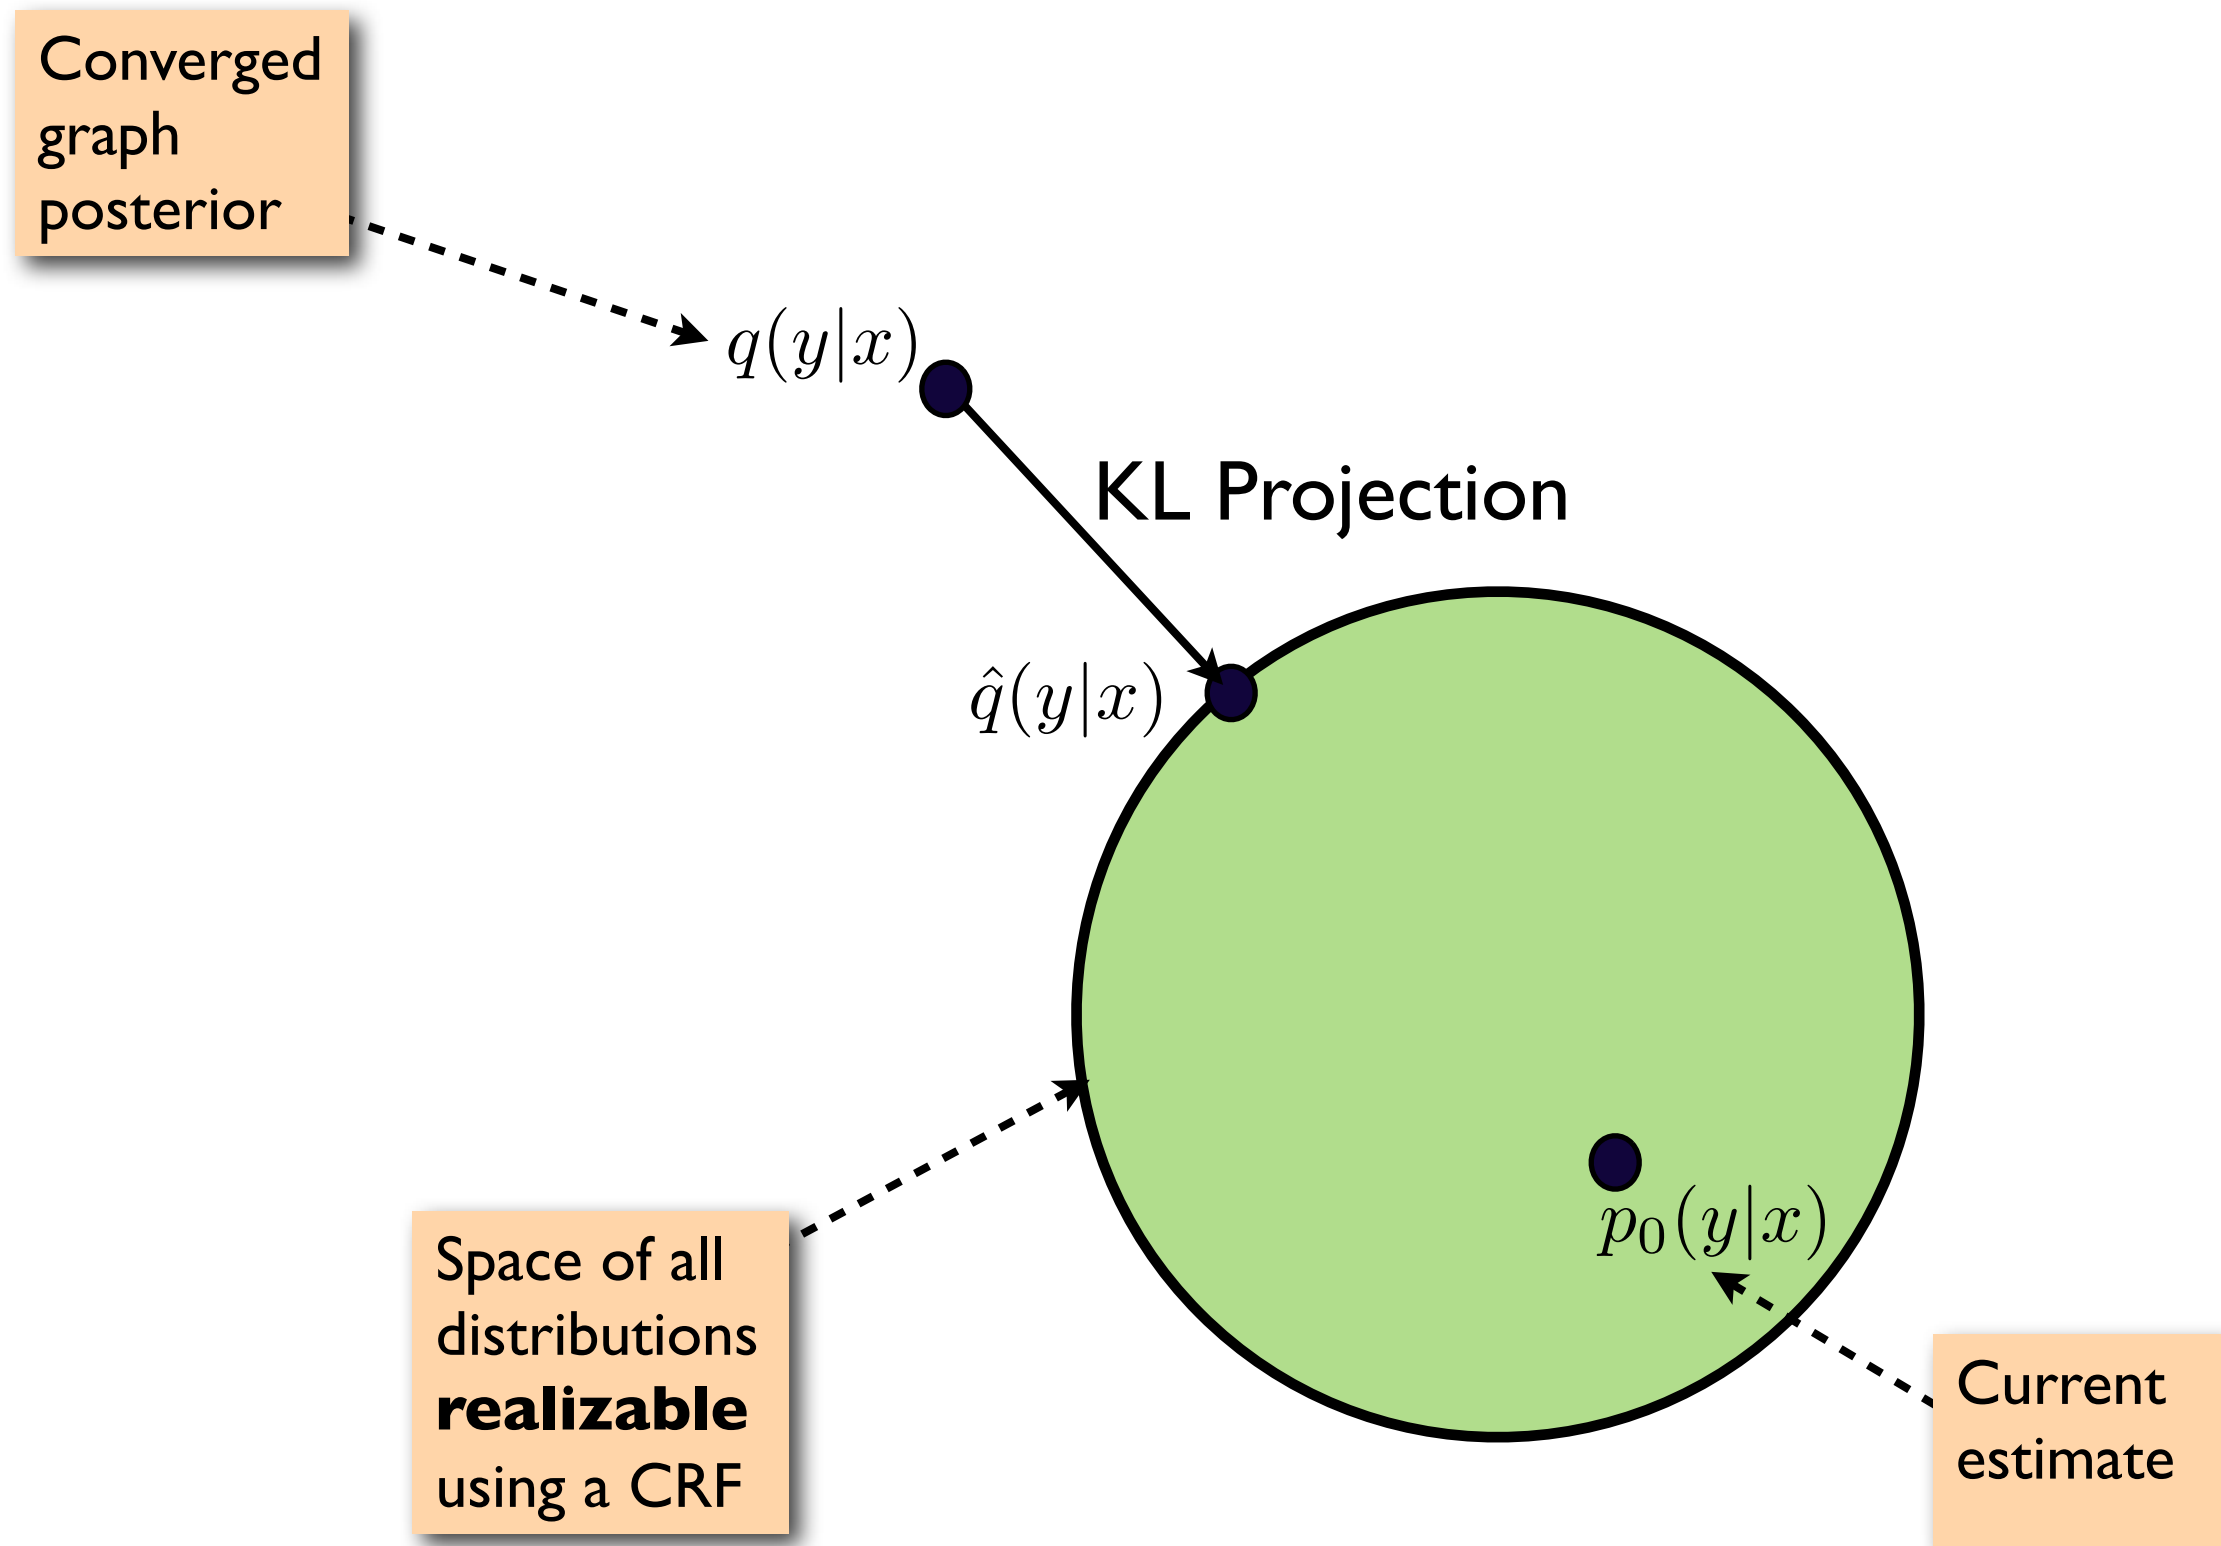 Converged
graph
posterior
q(y|x)
KL Projection
q̂(y|x)
p₀(y|x)
Space of all
distributions
realizable
using a CRF
Current
estimate